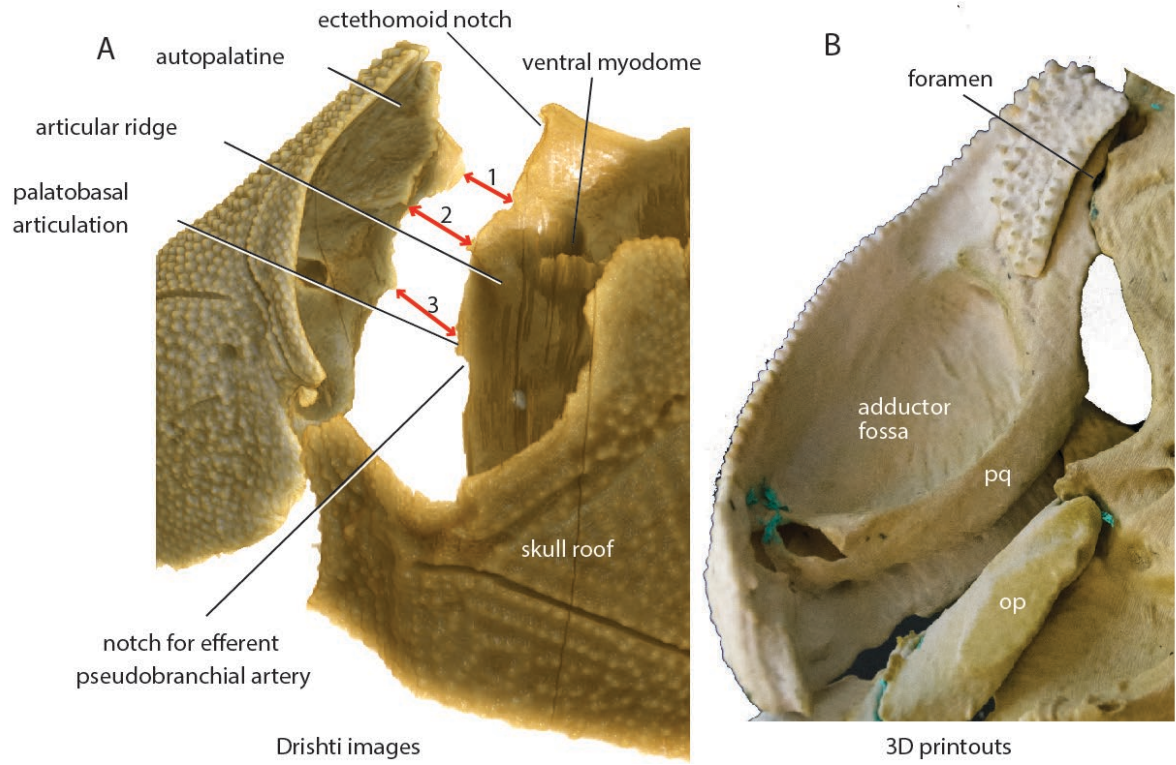 A
ectethomoid notch
autopalatine
ventral myodome
articular ridge
palatobasal
articulation
1
2
3
skull roof
notch for efferent
pseudobranchial artery
Drishti images
B
foramen
adductor
fossa
pq
op
3D printouts